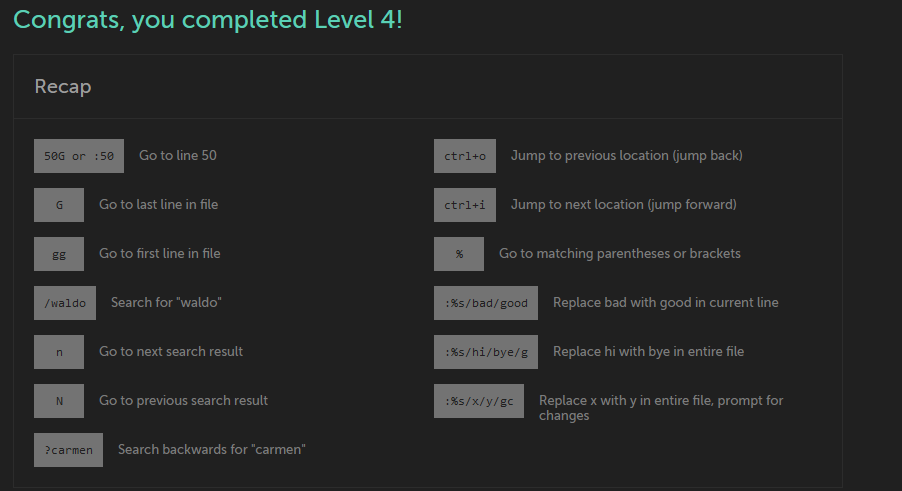 Congrats, you completed Level 4!
Recap
50G or :50 Go to line 50
G Go to last line in file
gg Go to first line in file
/waldo Search for "waldo"
n Go to next search result
N Go to previous search result
?carmen Search backwards for "carmen"
ctrl+o Jump to previous location (jump back)
ctrl+i Jump to next location (jump forward)
% Go to matching parentheses or brackets
:%s/bad/good Replace bad with good in current line
:%s/hi/bye/g Replace hi with bye in entire file
:%s/x/y/gc Replace x with y in entire file, prompt for
changes